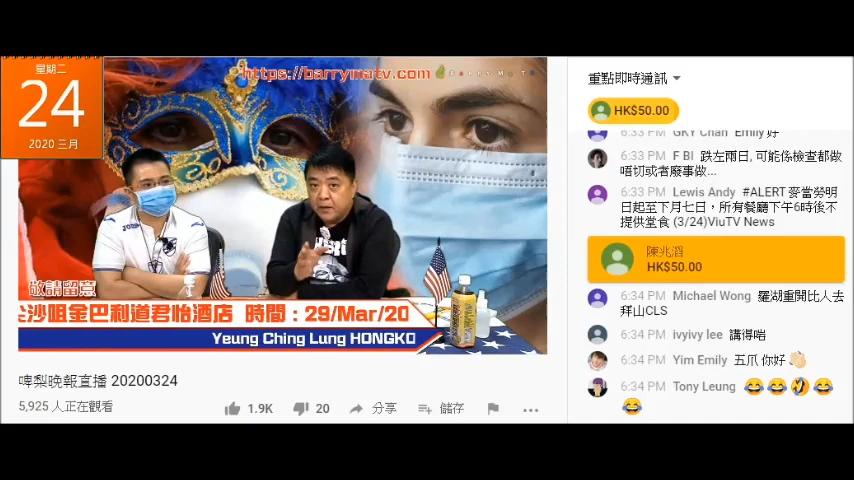 星期二
24
2020 三月
https://barrymatv.com
敬請留意
尖沙咀金巴利道君怡酒店 時間：29/Mar/20
Yeung Ching Lung HONGKO
啤梨晚報直播 20200324
5,925 人正在觀看
1.9K
20
分享
儲存
重點即時通訊
HK$50.00
6:33 PM GKY Chan Emily 好
6:33 PM F BI 跌左兩日, 可能係檢查都做
唔切或者廢事做...
6:33 PM Lewis Andy #ALERT 麥當勞明
日起至下月七日，所有餐廳下午6時後不
提供堂食 (3/24)ViuTV News
陳兆滔
HK$50.00
6:34 PM Michael Wong 羅湖重開比人去
拜山CLS
6:34 PM ivyivy lee 講得啱
6:34 PM Yim Emily 五爪 你好 👏🏻
6:34 PM Tony Leung 😂😂🤣😂
😂